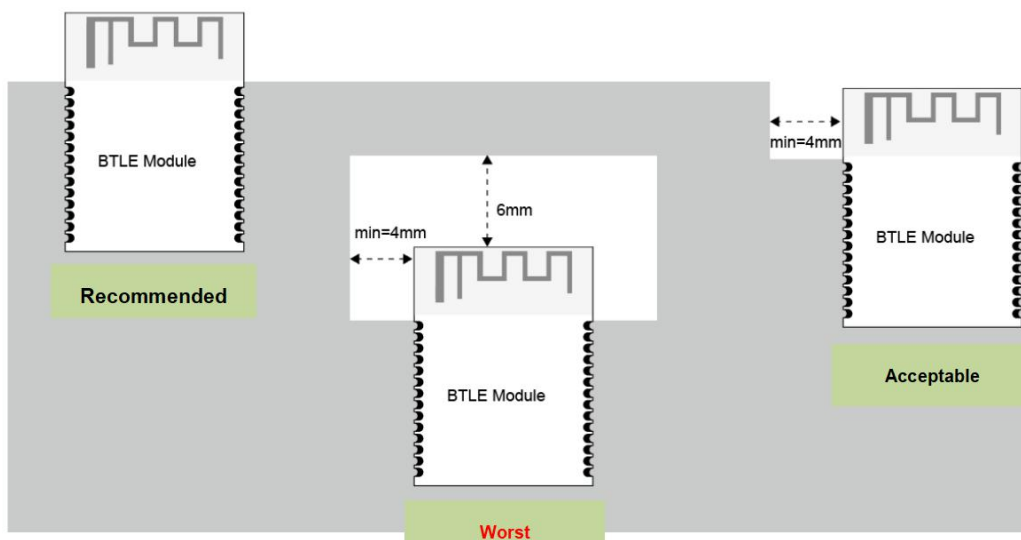 BTLE Module
Recommended
min=4mm
6mm
BTLE Module
Worst
min=4mm
BTLE Module
Acceptable